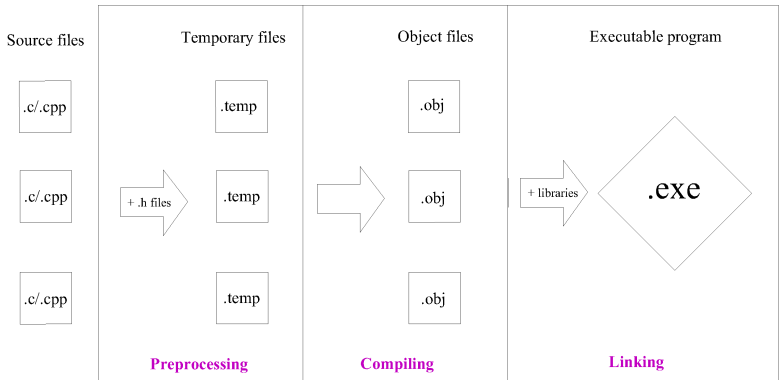 Source files
Temporary files
Object files
Executable program
.c/.cpp
.temp
.obj
.c/.cpp
+ .h files
.temp
.obj
+ libraries
.exe
.c/.cpp
.temp
.obj
Preprocessing
Compiling
Linking